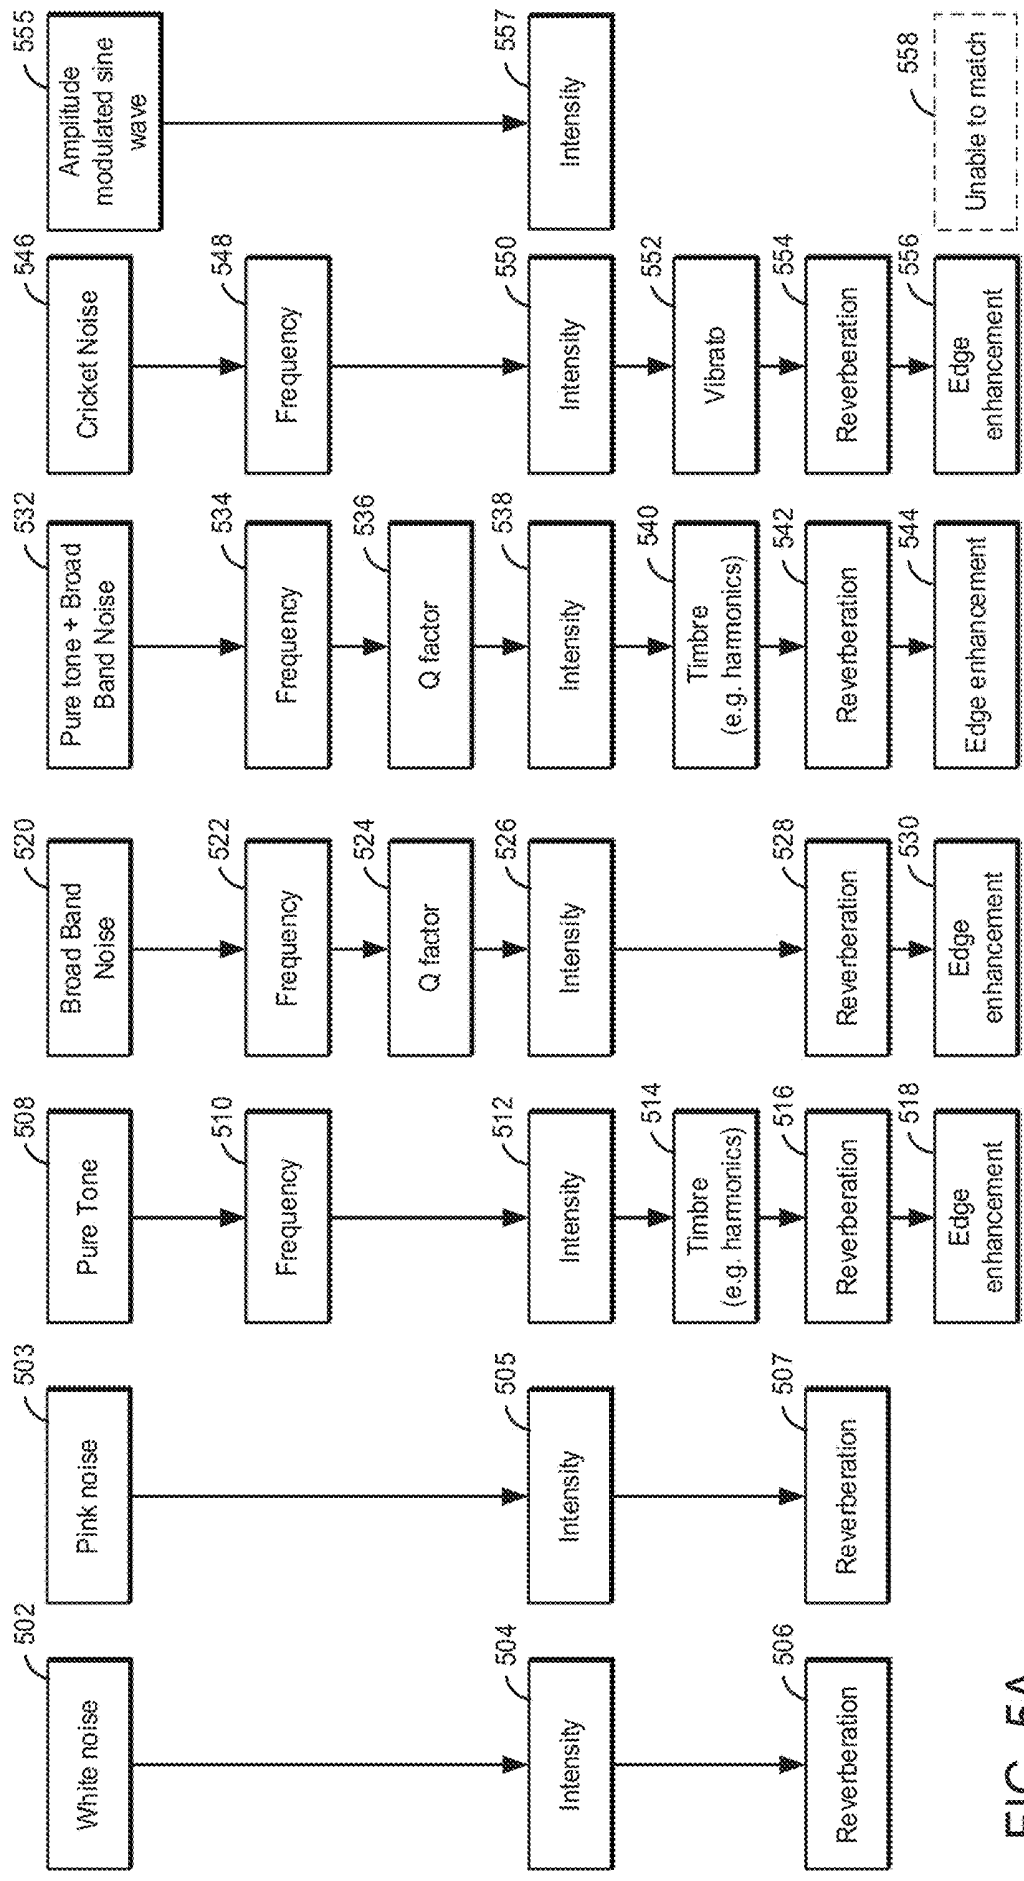 502
White noise
504
Intensity
506
Reverberation
503
Pink noise
505
Intensity
507
Reverberation
508
Pure Tone
510
Frequency
512
Intensity
514
Timbre
(e.g. harmonics)
516
Reverberation
518
Edge
enhancement
520
Broad Band
Noise
522
Frequency
524
Q factor
526
Intensity
528
Reverberation
530
Edge
enhancement
532
Pure tone + Broad
Band Noise
534
Frequency
536
Q factor
538
Intensity
540
Timbre
(e.g. harmonics)
542
Reverberation
544
Edge enhancement
546
Cricket Noise
548
Frequency
550
Intensity
552
Vibrato
554
Reverberation
556
Edge
enhancement
555
Amplitude
modulated sine
wave
557
Intensity
558
Unable to match
FIG. 5A